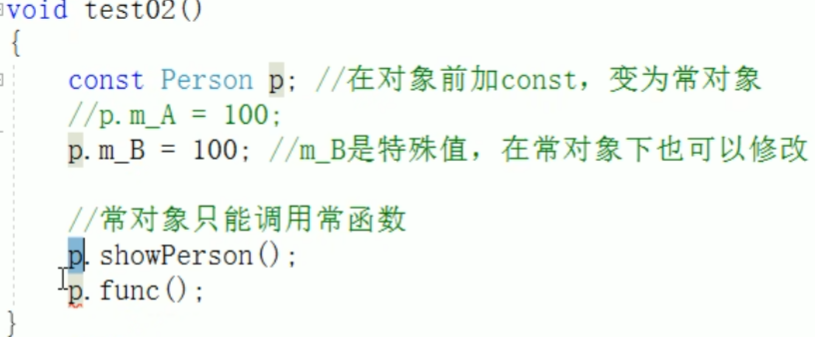 void test02()
{
const Person p; //在对象前加const，变为常对象
//p.m_A = 100;
p.m_B = 100; //m_B是特殊值，在常对象下也可以修改
//常对象只能调用常函数
p.showPerson();
p.func();
}